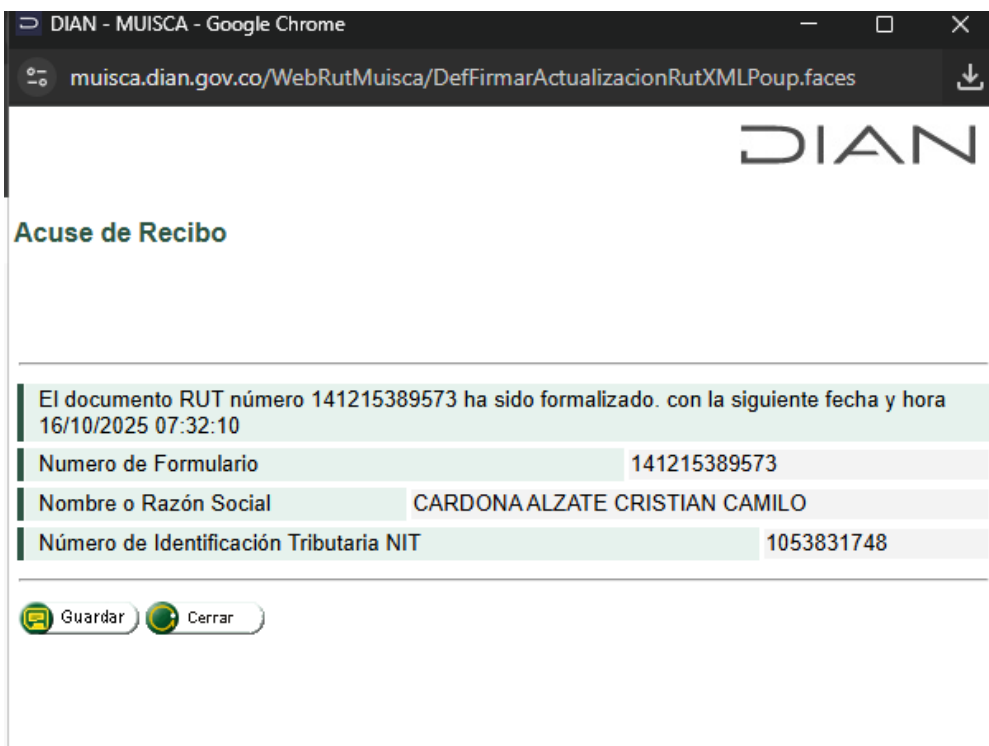 DIAN - MUISCA - Google Chrome
muisca.dian.gov.co/WebRutMuisca/DefFirmarActualizacionRutXMLPoup.faces
DIAN
Acuse de Recibo
El documento RUT número 141215389573 ha sido formalizado. con la siguiente fecha y hora
16/10/2025 07:32:10
Numero de Formulario 141215389573
Nombre o Razón Social CARDONA ALZATE CRISTIAN CAMILO
Número de Identificación Tributaria NIT 1053831748
Guardar Cerrar